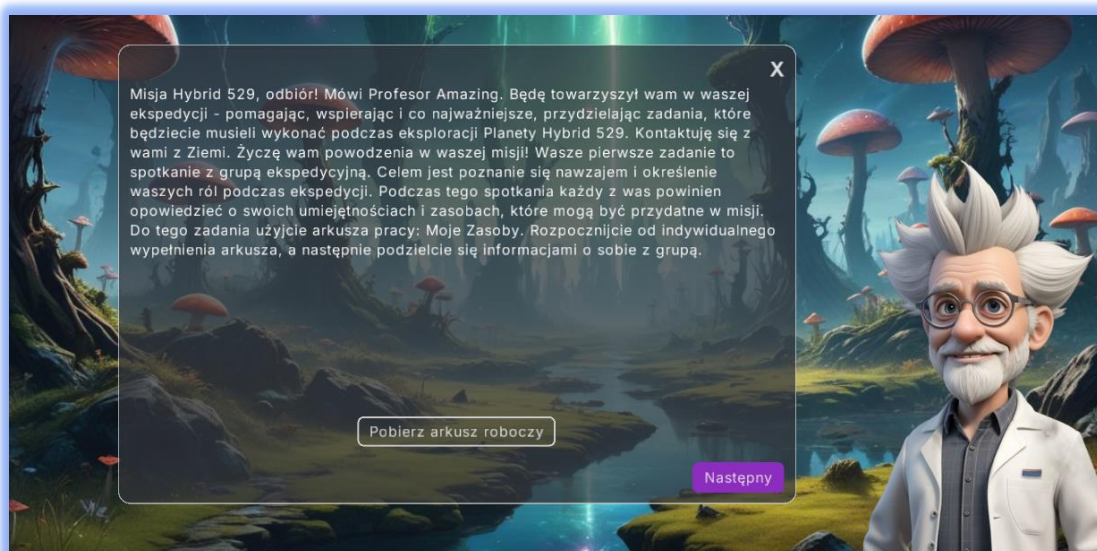 X
Misja Hybrid 529, odbiór! Mówi Profesor Amazing. Będę towarzyszył wam w waszej
ekspedycji - pomagając, wspierając i co najważniejsze, przydzielając zadania, które
będziecie musieli wykonać podczas eksploracji Planety Hybrid 529. Kontaktuję się z
wami z Ziemi. Życzę wam powodzenia w waszej misji! Wasze pierwsze zadanie to
spotkanie z grupą ekspedycyjną. Celem jest poznanie się nawzajem i określenie
waszych ról podczas ekspedycji. Podczas tego spotkania każdy z was powinien
opowiedzieć o swoich umiejętnościach i zasobach, które mogą być przydatne w misji.
Do tego zadania użyjcie arkusza pracy: Moje Zasoby. Rozpocznijcie od indywidualnego
wypełnienia arkusza, a następnie podzielcie się informacjami o sobie z grupą.
Pobierz arkusz roboczy
Następny